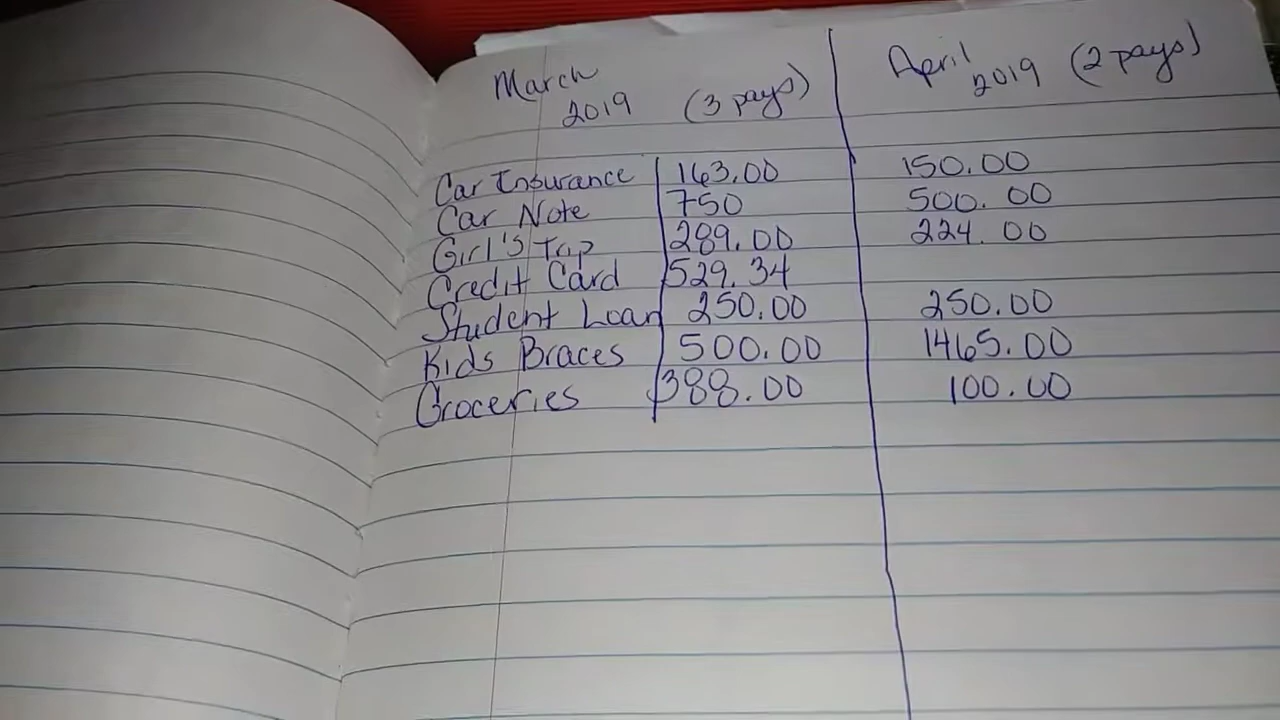 March 2019 (3 pays) April 2019 (2 pays)
Car Insurance 163.00 150.00
Car Note 750 500.00
Girl's Tap 289.00 224.00
Credit Card 529.34
Student Loan 250.00 250.00
Kids Braces 500.00 1465.00
Groceries 388.00 100.00